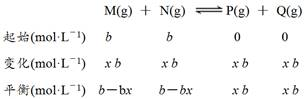 M(g) + N(g) ⇌ P(g) + Q(g)
起始(mol·L⁻¹) b b 0 0
变化(mol·L⁻¹) x b x b x b x b
平衡(mol·L⁻¹) b－bx b－bx x b x b